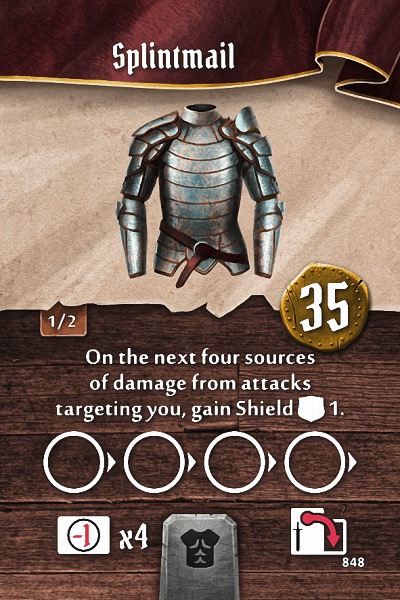 Splintmail
35
1/2
On the next four sources
of damage from attacks
targeting you, gain Shield 1.
-1 x4
848